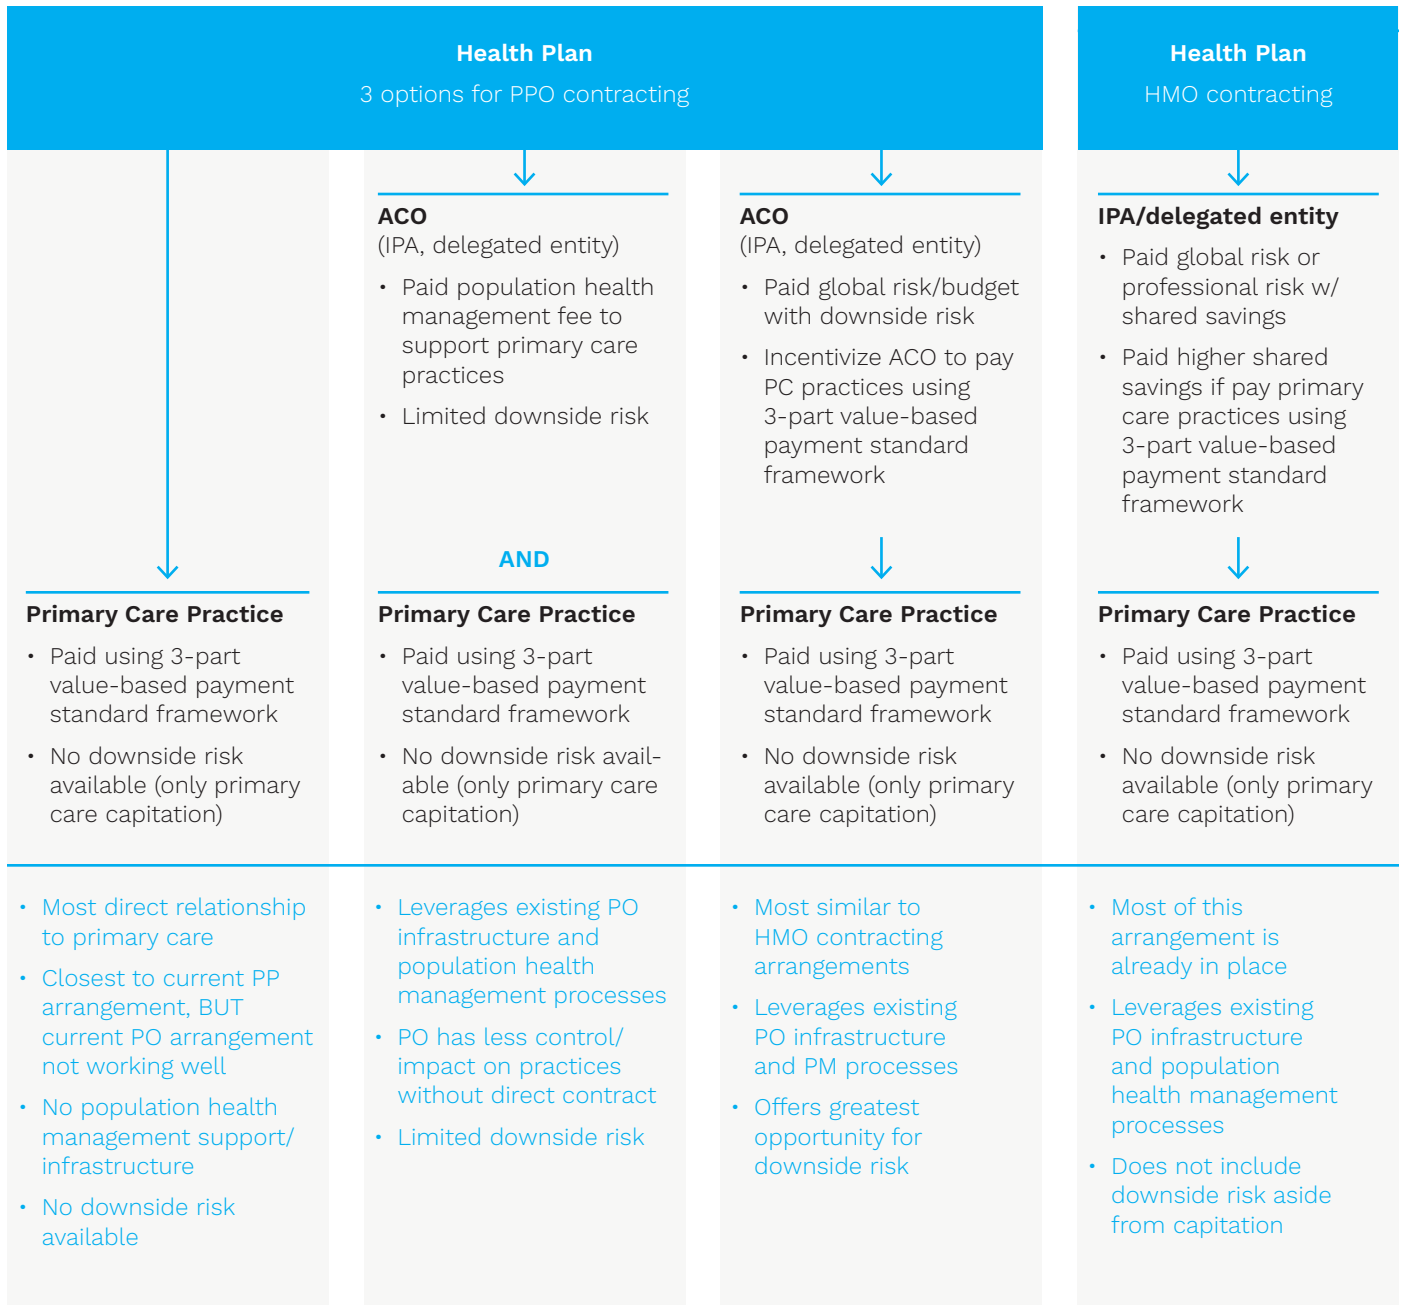 Health Plan
3 options for PPO contracting
Health Plan
HMO contracting
ACO
(IPA, delegated entity)
• Paid population health
management fee to
support primary care
practices
• Limited downside risk
AND
ACO
(IPA, delegated entity)
• Paid global risk/budget
with downside risk
• Incentivize ACO to pay
PC practices using
3-part value-based
payment standard
framework
IPA/delegated entity
• Paid global risk or
professional risk w/
shared savings
• Paid higher shared
savings if pay primary
care practices using
3-part value-based
payment standard
framework
Primary Care Practice
• Paid using 3-part
value-based payment
standard framework
• No downside risk
available (only primary
care capitation)
Primary Care Practice
• Paid using 3-part
value-based payment
standard framework
• No downside risk avail-
able (only primary care
capitation)
Primary Care Practice
• Paid using 3-part
value-based payment
standard framework
• No downside risk
available (only primary
care capitation)
Primary Care Practice
• Paid using 3-part
value-based payment
standard framework
• No downside risk
available (only primary
care capitation)
• Most direct relationship
to primary care
• Closest to current PP
arrangement, BUT
current PO arrangement
not working well
• No population health
management support/
infrastructure
• No downside risk
available
• Leverages existing PO
infrastructure and
population health
management processes
• PO has less control/
impact on practices
without direct contract
• Limited downside risk
• Most similar to
HMO contracting
arrangements
• Leverages existing
PO infrastructure
and PM processes
• Offers greatest
opportunity for
downside risk
• Most of this
arrangement is
already in place
• Leverages existing
PO infrastructure
and population
health management
processes
• Does not include
downside risk aside
from capitation